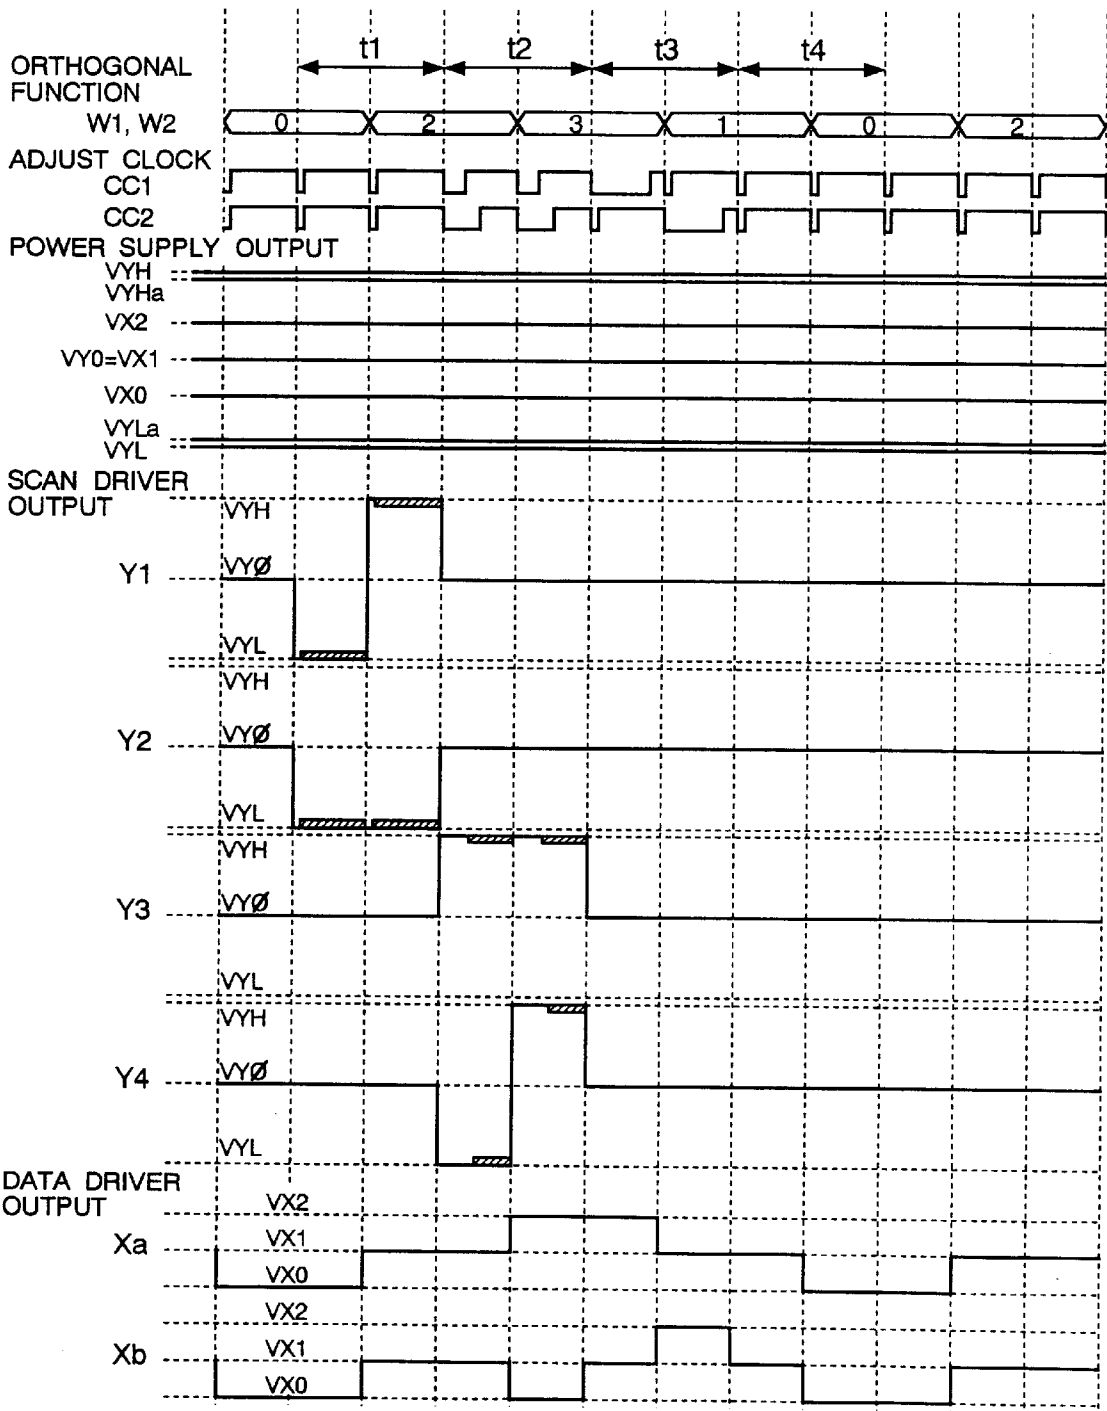 t1 t2 t3 t4
ORTHOGONAL
FUNCTION
W1, W2 0 2 3 1 0 2
ADJUST CLOCK
CC1
CC2
POWER SUPPLY OUTPUT
VYH
VYHa
VX2
VY0=VX1
VX0
VYLa
VYL
SCAN DRIVER
OUTPUT
VYH
Y1 VYØ
VYL
VYH
Y2 VYØ
VYL
VYH
Y3 VYØ
VYL
VYH
Y4 VYØ
VYL
DATA DRIVER
OUTPUT
VX2
Xa VX1
VX0
VX2
Xb VX1
VX0